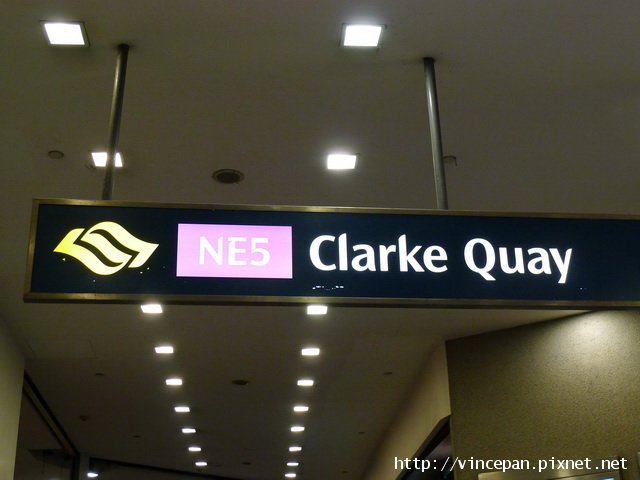 NE5 Clarke Quay
http://vincepan.pixnet.net